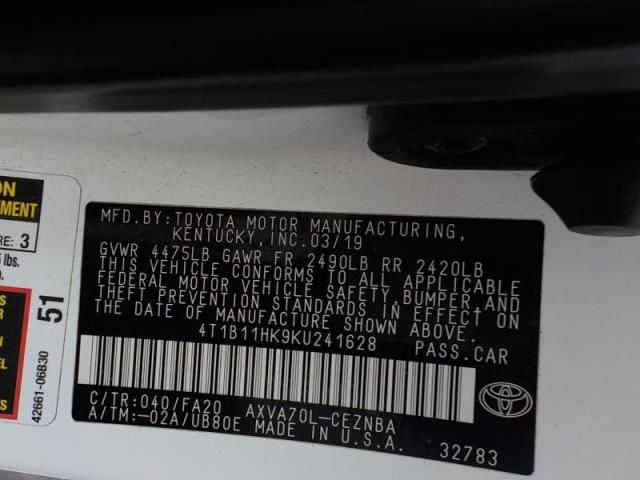 ON
EMENT
RE: 3
lbs.
51
42661-06B30
MFD.BY:TOYOTA MOTOR MANUFACTURING,
KENTUCKY,INC.03/19
GVWR 4475LB GAWR FR 2490LB RR 2420LB
THIS VEHICLE CONFORMS TO ALL APPLICABLE
FEDERAL MOTOR VEHICLE SAFETY,BUMPER,AND
THEFT PREVENTION STANDARDS IN EFFECT ON
THE DATE OF MANUFACTURE SHOWN ABOVE.
4T1B11HK9KU241628 PASS.CAR
C/TR:040/FA20 AXVA70L-CEZNBA
A/TM:-02A/UB80E MADE IN U.S.A. 32783